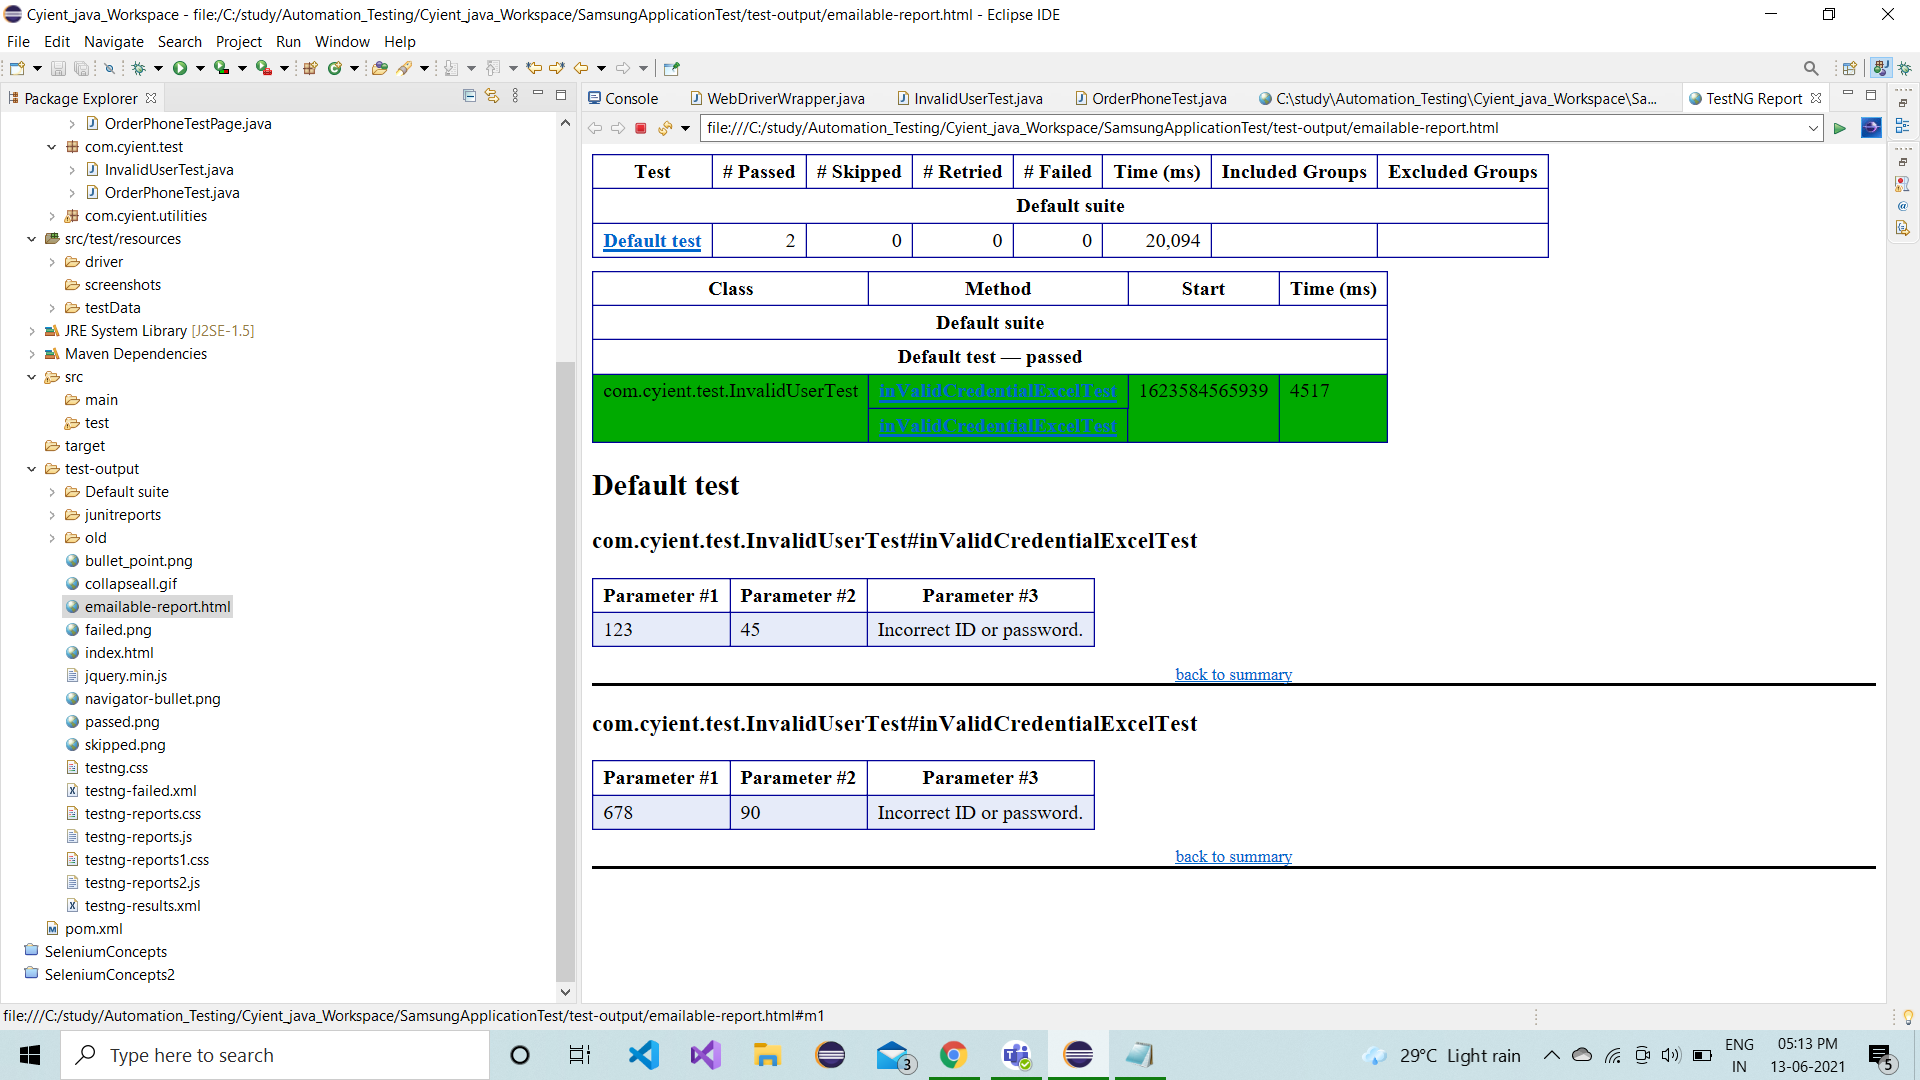 Cyient_java_Workspace - file:/C:/study/Automation_Testing/Cyient_java_Workspace/SamsungApplicationTest/test-output/emailable-report.html - Eclipse IDE
File Edit Navigate Search Project Run Window Help
Package Explorer
OrderPhoneTestPage.java
com.cyient.test
InvalidUserTest.java
OrderPhoneTest.java
com.cyient.utilities
src/test/resources
driver
screenshots
testData
JRE System Library [J2SE-1.5]
Maven Dependencies
src
main
test
target
test-output
Default suite
junitreports
old
bullet_point.png
collapseall.gif
emailable-report.html
failed.png
index.html
jquery.min.js
navigator-bullet.png
passed.png
skipped.png
testng.css
testng-failed.xml
testng-reports.css
testng-reports.js
testng-reports1.css
testng-reports2.js
testng-results.xml
pom.xml
SeleniumConcepts
SeleniumConcepts2
Console WebDriverWrapper.java InvalidUserTest.java OrderPhoneTest.java C:\study\Automation_Testing\Cyient_java_Workspace\Sa... TestNG Report
file:///C:/study/Automation_Testing/Cyient_java_Workspace/SamsungApplicationTest/test-output/emailable-report.html
Test # Passed # Skipped # Retried # Failed Time (ms) Included Groups Excluded Groups
Default suite
Default test 2 0 0 0 20,094
Class Method Start Time (ms)
Default suite
Default test — passed
com.cyient.test.InvalidUserTest inValidCredentialExcelTest 1623584565939 4517
inValidCredentialExcelTest
Default test
com.cyient.test.InvalidUserTest#inValidCredentialExcelTest
Parameter #1 Parameter #2 Parameter #3
123 45 Incorrect ID or password.
back to summary
com.cyient.test.InvalidUserTest#inValidCredentialExcelTest
Parameter #1 Parameter #2 Parameter #3
678 90 Incorrect ID or password.
back to summary
file:///C:/study/Automation_Testing/Cyient_java_Workspace/SamsungApplicationTest/test-output/emailable-report.html#m1
Type here to search
3
29°C Light rain
ENG
IN
05:13 PM
13-06-2021
5